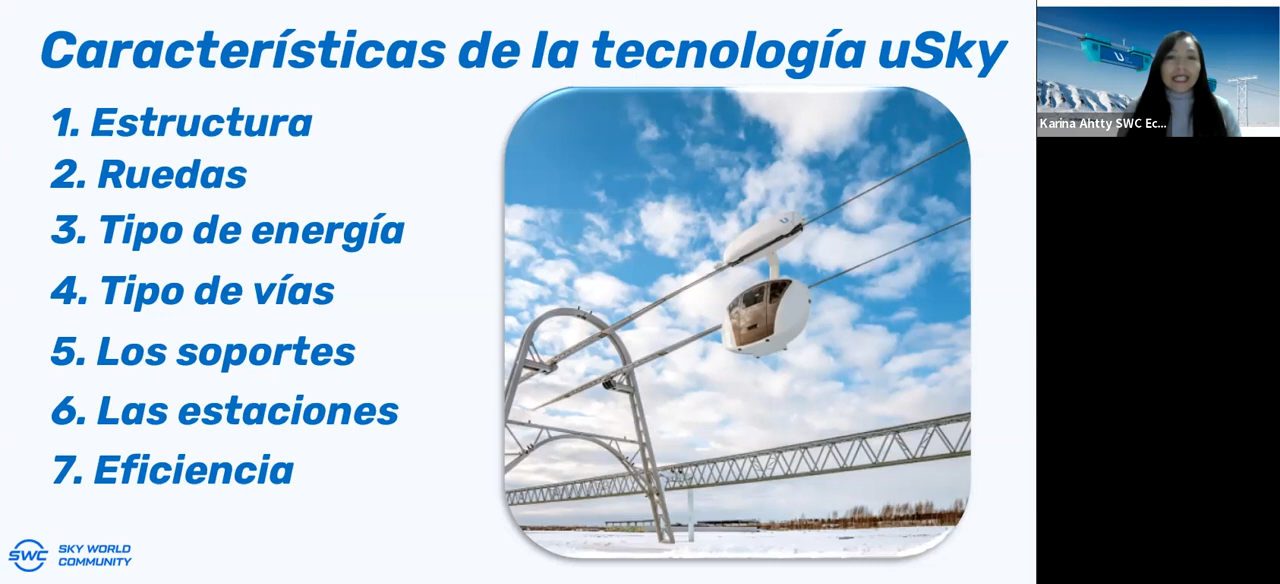 Características de la tecnología uSky
1. Estructura
2. Ruedas
3. Tipo de energía
4. Tipo de vías
5. Los soportes
6. Las estaciones
7. Eficiencia
SWC
SKY WORLD
COMMUNITY
Karina Ahtty SWC Ec...